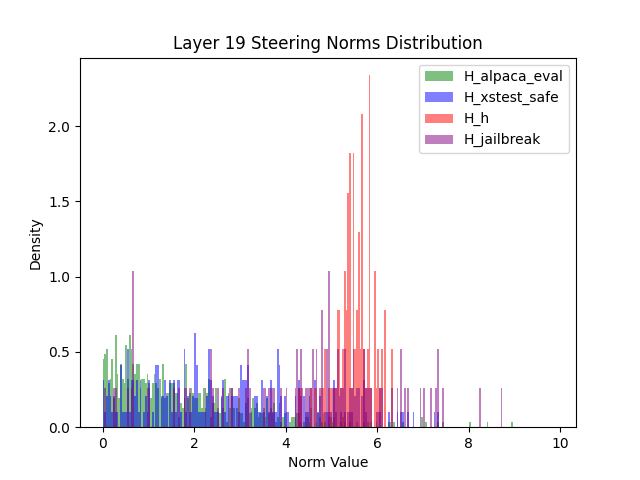 Layer 19 Steering Norms Distribution
H_alpaca_eval
H_xstest_safe
H_h
H_jailbreak
Density
2.0
1.5
1.0
0.5
0.0
0 2 4 6 8 10
Norm Value